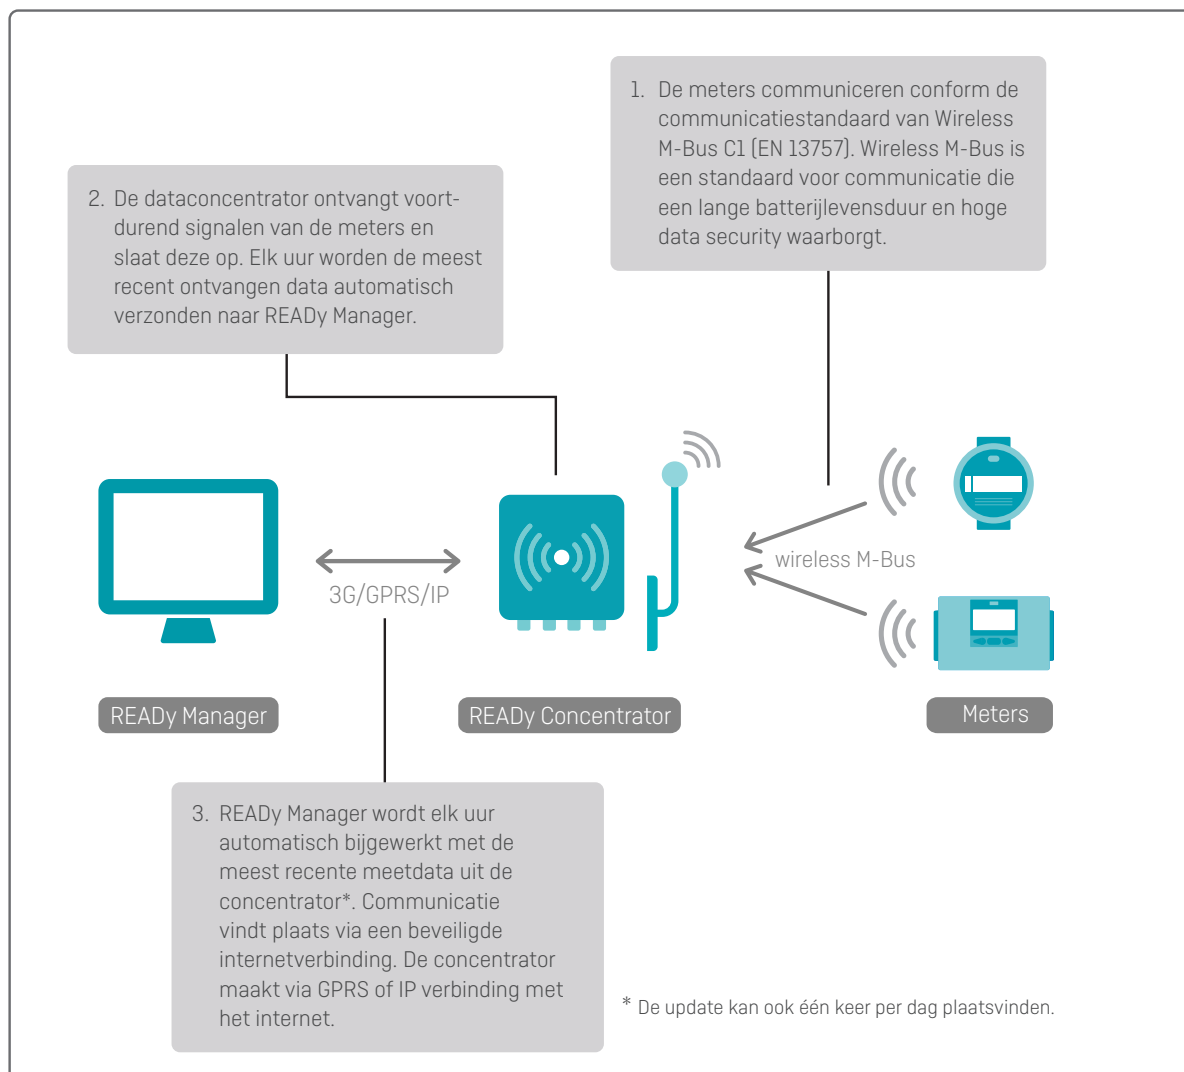 1. De meters communiceren conform de
communicatiestandaard van Wireless
M-Bus C1 (EN 13757). Wireless M-Bus is
een standaard voor communicatie die
een lange batterijlevensduur en hoge
data security waarborgt.
2. De dataconcentrator ontvangt voort-
durend signalen van de meters en
slaat deze op. Elk uur worden de meest
recent ontvangen data automatisch
verzonden naar READy Manager.
3G/GPRS/IP
wireless M-Bus
READy Manager
READy Concentrator
Meters
3. READy Manager wordt elk uur
automatisch bijgewerkt met de
meest recente meetdata uit de
concentrator*. Communicatie
vindt plaats via een beveiligde
internetverbinding. De concentrator
maakt via GPRS of IP verbinding met
het internet.
* De update kan ook één keer per dag plaatsvinden.